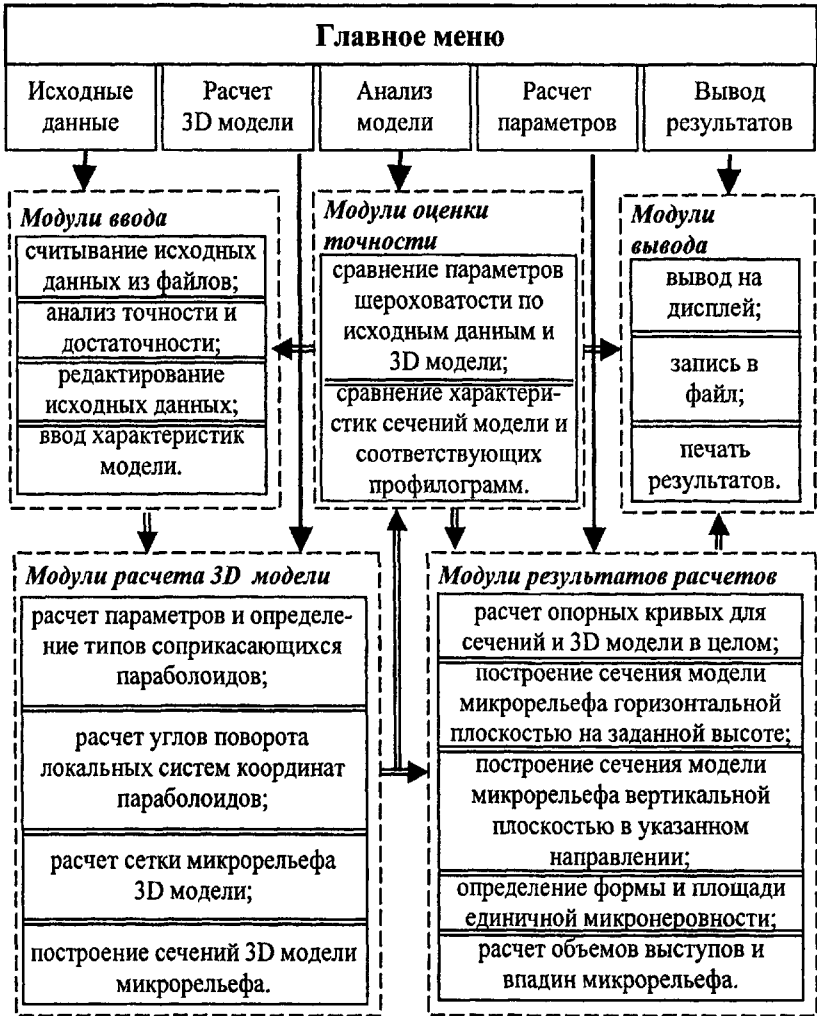 Главное меню
Исходные
данные
Расчет
3D модели
Анализ
модели
Расчет
параметров
Вывод
результатов
Модули ввода
считывание исходных
данных из файлов;
анализ точности и
достаточности;
редактирование
исходных данных;
ввод характеристик
модели.
Модули оценки
точности
сравнение параметров
шероховатости по
исходным данным и
3D модели;
сравнение характери-
стик сечений модели и
соответствующих
профилограмм.
Модули
вывода
вывод на
дисплей;
запись в
файл;
печать
результатов.
Модули расчета 3D модели
расчет параметров и определе-
ние типов соприкасающихся
параболоидов;
расчет углов поворота
локальных систем координат
параболоидов;
расчет сетки микрорельефа
3D модели;
построение сечений 3D модели
микрорельефа.
Модули результатов расчетов
расчет опорных кривых для
сечений и 3D модели в целом;
построение сечения модели
микрорельефа горизонтальной
плоскостью на заданной высоте;
построение сечения модели
микрорельефа вертикальной
плоскостью в указанном
направлении;
определение формы и площади
единичной микронеровности;
расчет объемов выступов и
впадин микрорельефа.